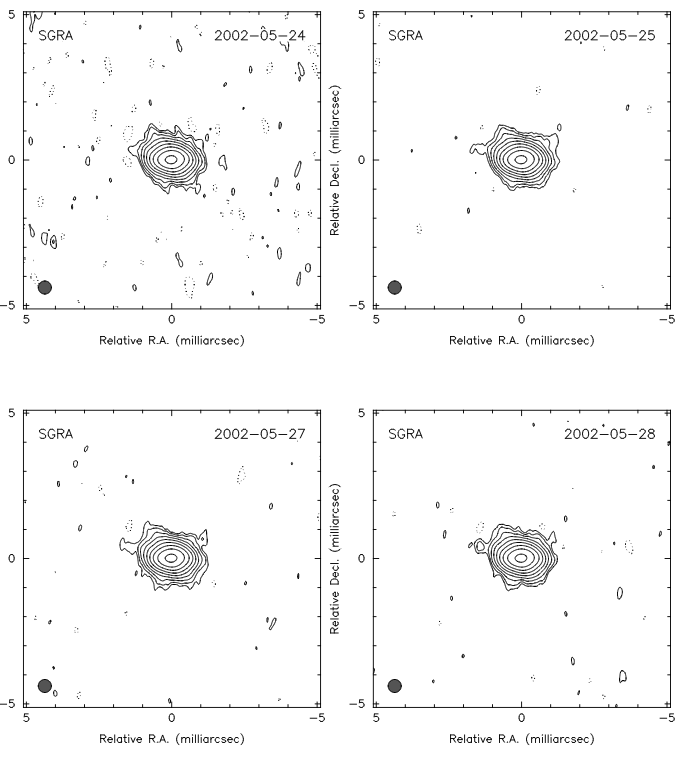 5
SGRA 2002-05-24
0
-5
5 0 -5
Relative R.A. (milliarcsec)
5
SGRA 2002-05-25
0
Relative Decl. (milliarcsec)
-5
5 0 -5
Relative R.A. (milliarcsec)
5
SGRA 2002-05-27
0
-5
5 0 -5
Relative R.A. (milliarcsec)
5
SGRA 2002-05-28
0
Relative Decl. (milliarcsec)
-5
5 0 -5
Relative R.A. (milliarcsec)